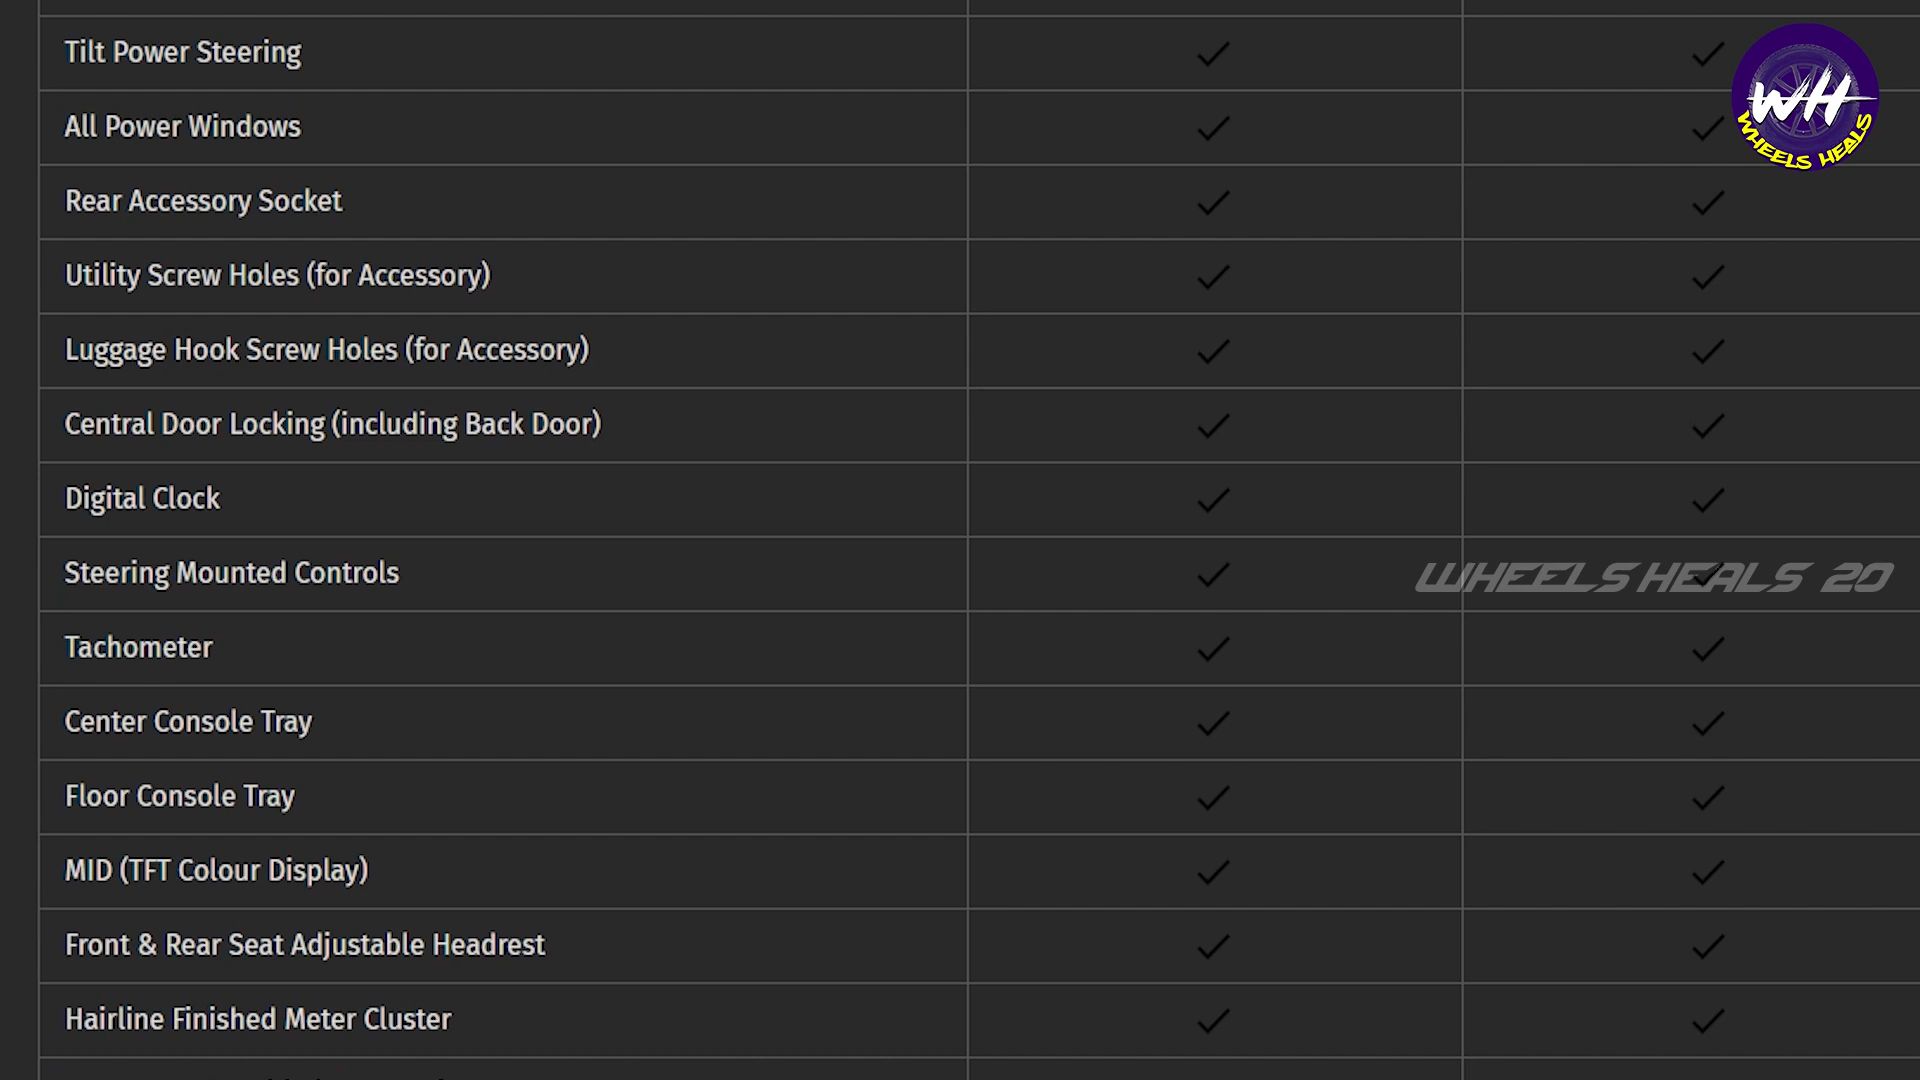 Tilt Power Steering
All Power Windows
WH
WHEELS HEALS
Rear Accessory Socket
Utility Screw Holes (for Accessory)
Luggage Hook Screw Holes (for Accessory)
Central Door Locking (including Back Door)
Digital Clock
Steering Mounted Controls
WHEELS HEALS 20
Tachometer
Center Console Tray
Floor Console Tray
MID (TFT Colour Display)
Front & Rear Seat Adjustable Headrest
Hairline Finished Meter Cluster